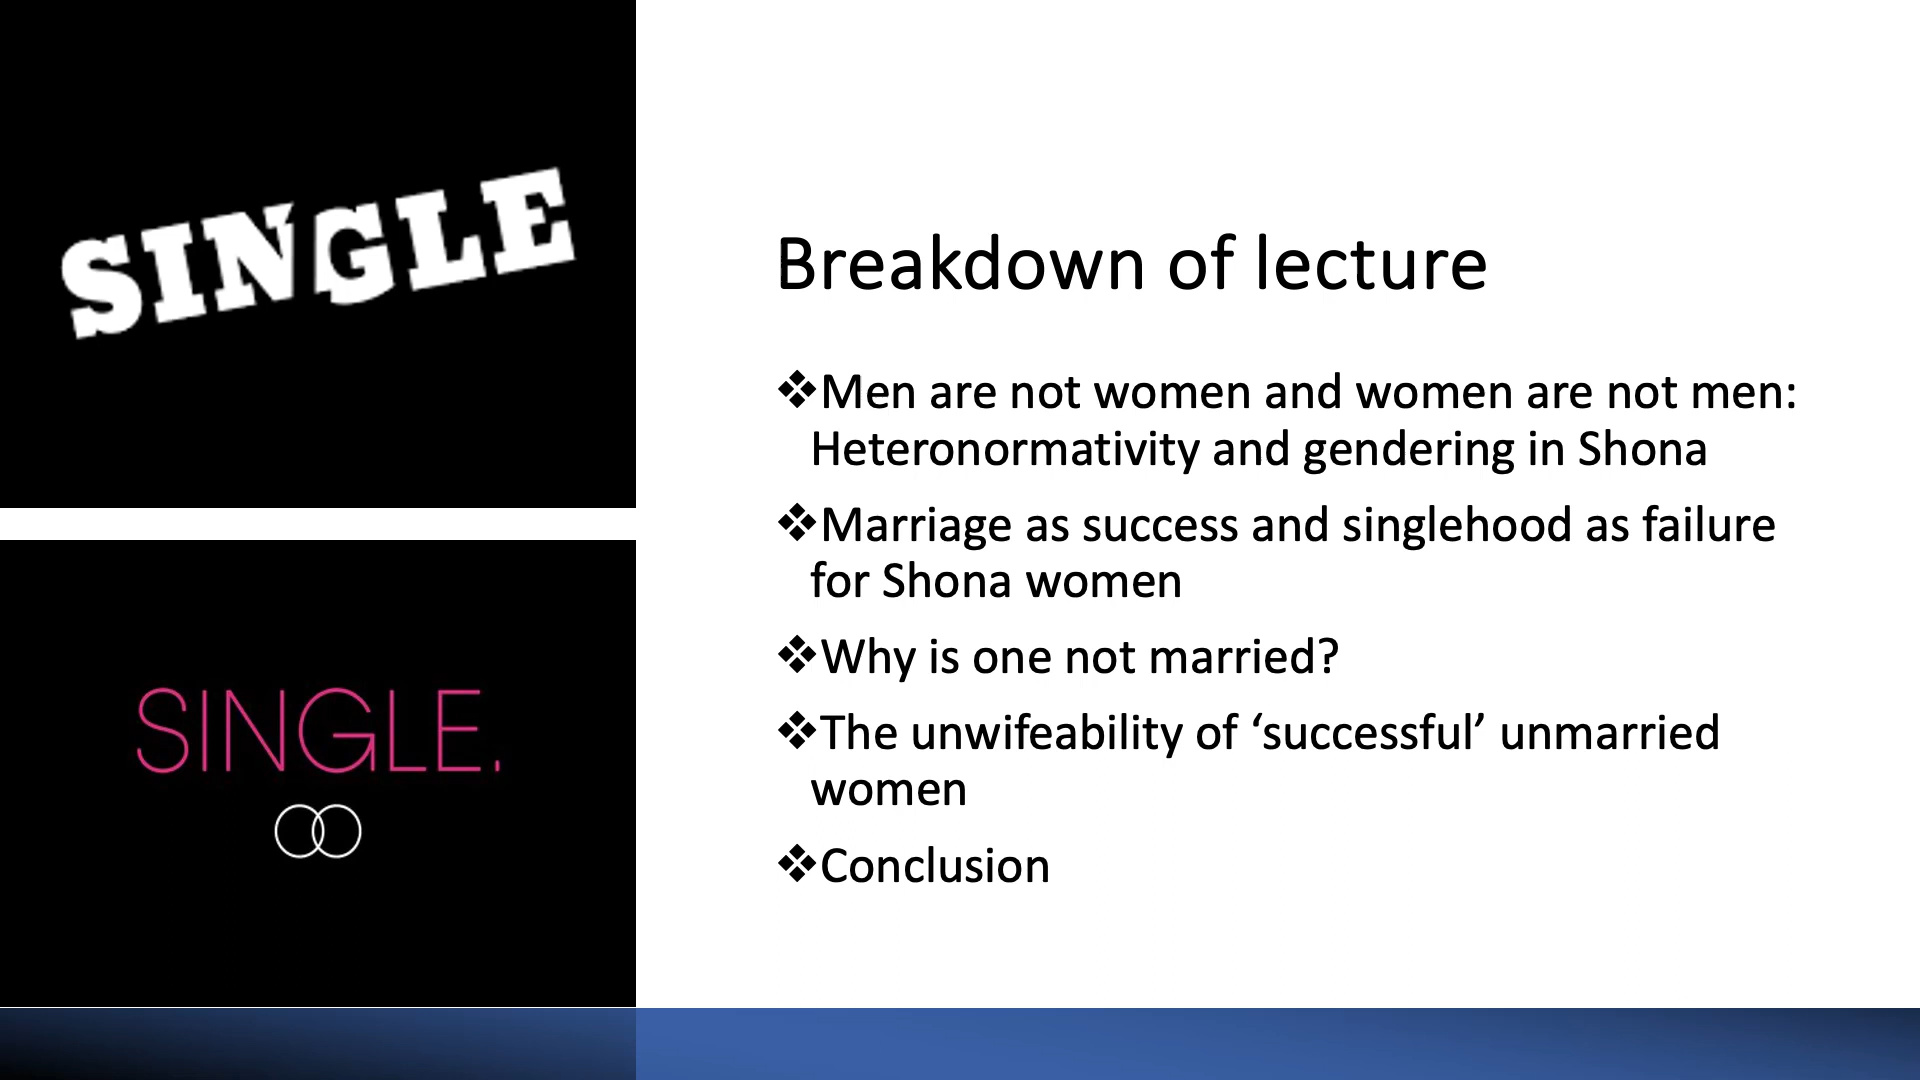 SINGLE
SINGLE.
Breakdown of lecture
❖Men are not women and women are not men:
Heteronormativity and gendering in Shona
❖Marriage as success and singlehood as failure
for Shona women
❖Why is one not married?
❖The unwifeability of ‘successful’ unmarried
women
❖Conclusion